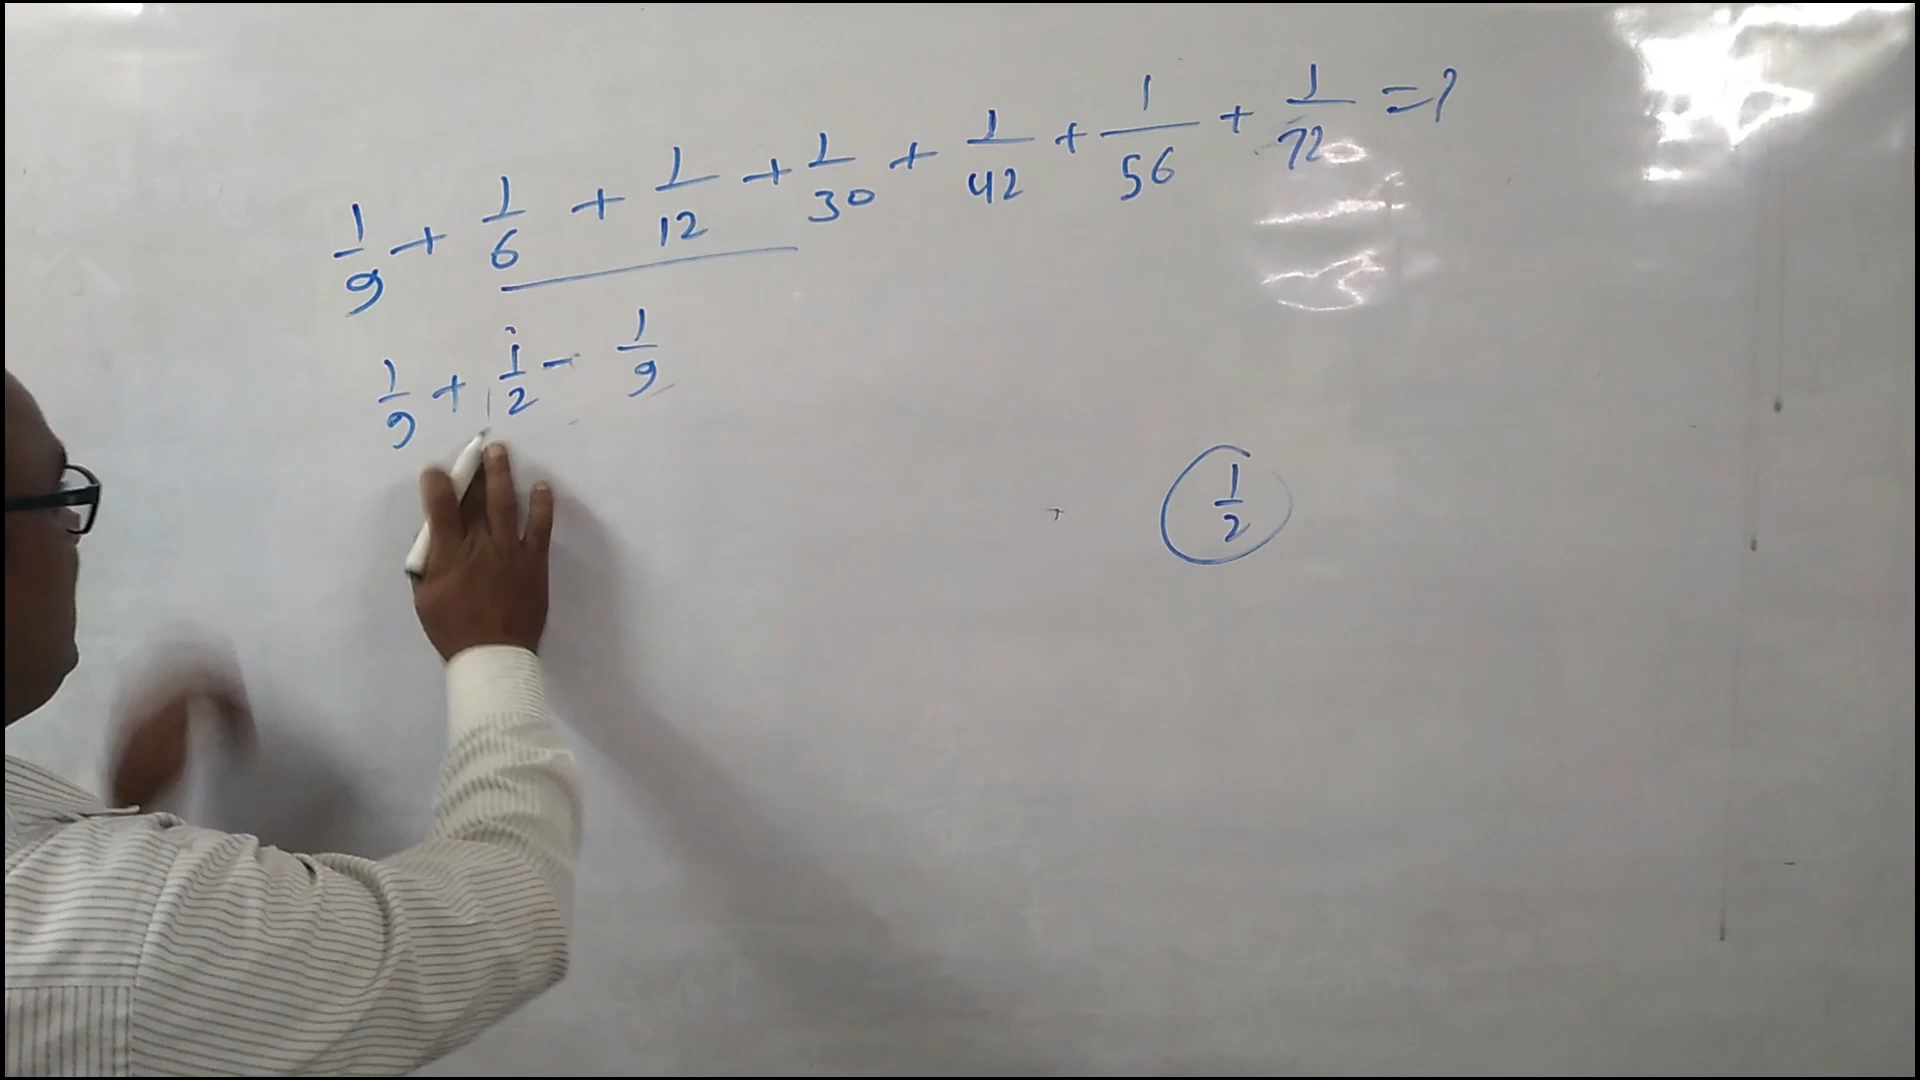 1/9 + 1/6 + 1/12 + 1/30 + 1/42 + 1/56 + 1/72 = ?
1/9 + 1/2 - 1/9
1/2